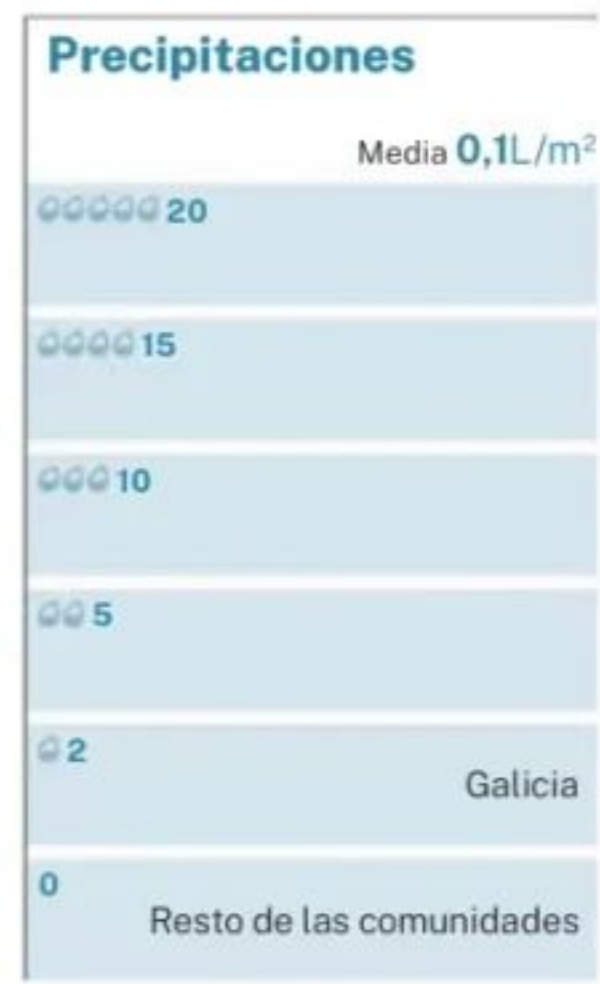 Precipitaciones
Media 0,1L/m²
20
15
10
5
2
Galicia
0
Resto de las comunidades